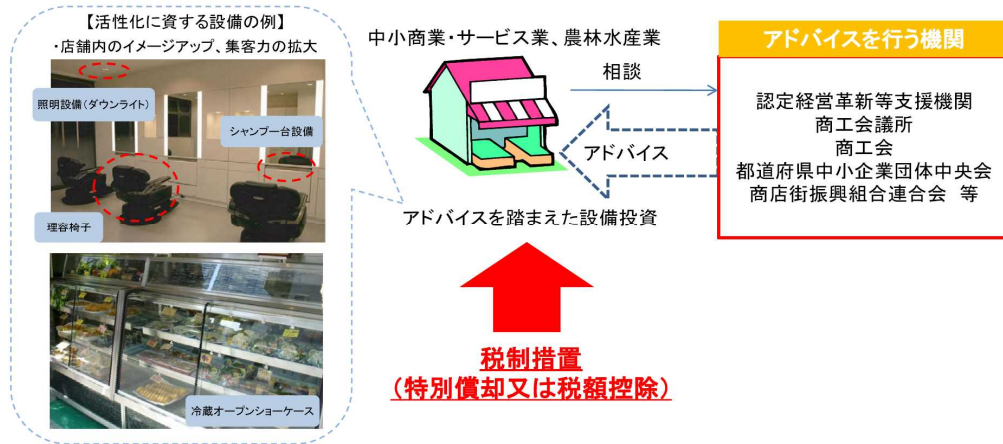 【活性化に資する設備の例】
・店舗内のイメージアップ、集客力の拡大
照明設備（ダウンライト）
シャンプー台設備
理容椅子
冷蔵オープンショーケース
中小商業・サービス業、農林水産業
相談
アドバイス
アドバイスを踏まえた設備投資
税制措置
（特別償却又は税額控除）
アドバイスを行う機関
認定経営革新等支援機関
商工会議所
商工会
都道府県中小企業団体中央会
商店街振興組合連合会 等